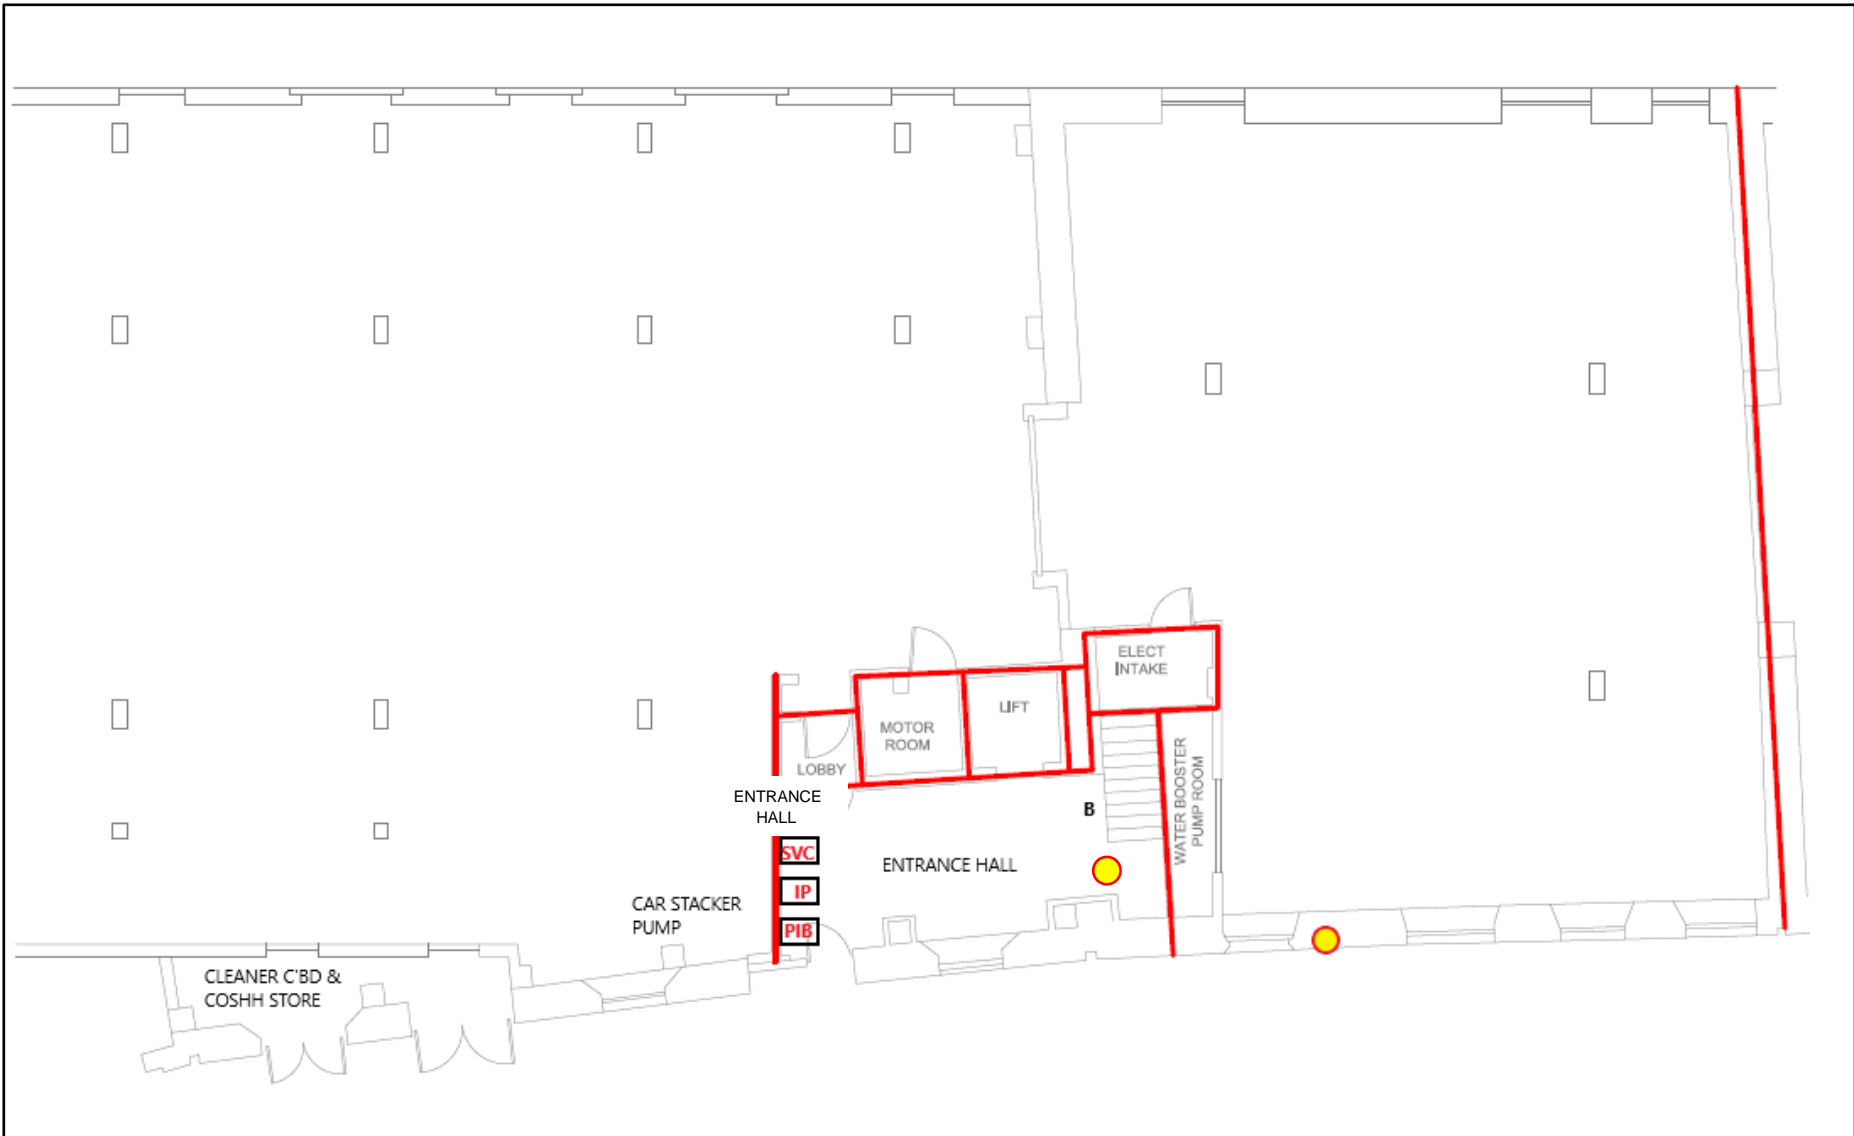 ELECT
INTAKE
LIFT
MOTOR
ROOM
LOBBY
WATER BOOSTER
PUMP ROOM
ENTRANCE
HALL
B
SVC
ENTRANCE HALL
IP
CAR STACKER
PUMP
PIB
CLEANER C'BD &
COSHH STORE